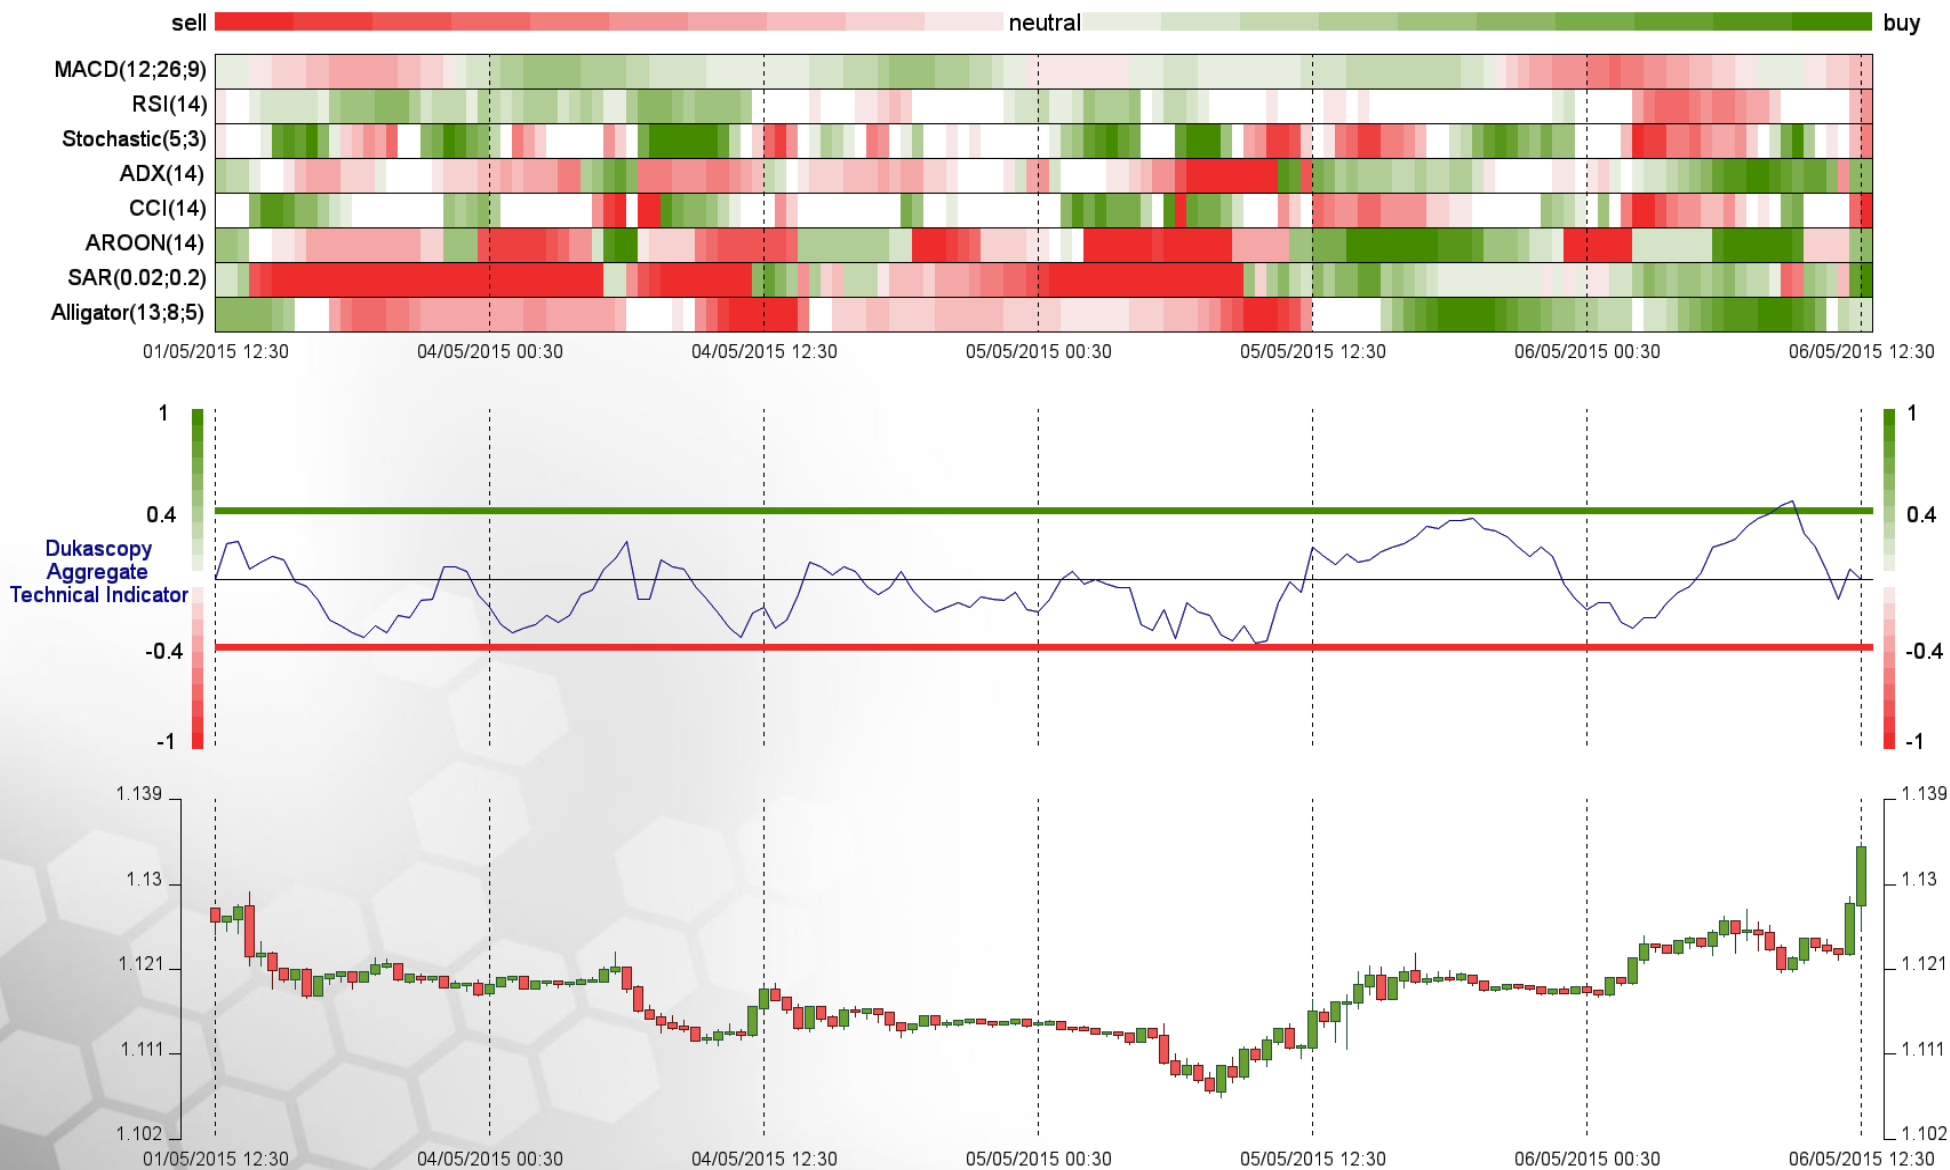 sell neutral buy
MACD(12;26;9)
RSI(14)
Stochastic(5;3)
ADX(14)
CCI(14)
AROON(14)
SAR(0.02;0.2)
Alligator(13;8;5)
01/05/2015 12:30 04/05/2015 00:30 04/05/2015 12:30 05/05/2015 00:30 05/05/2015 12:30 06/05/2015 00:30 06/05/2015 12:30
1 1
0.4 0.4
Dukascopy
Aggregate
Technical Indicator
-0.4 -0.4
-1 -1
1.139 1.139
1.13 1.13
1.121 1.121
1.111 1.111
1.102 1.102
01/05/2015 12:30 04/05/2015 00:30 04/05/2015 12:30 05/05/2015 00:30 05/05/2015 12:30 06/05/2015 00:30 06/05/2015 12:30